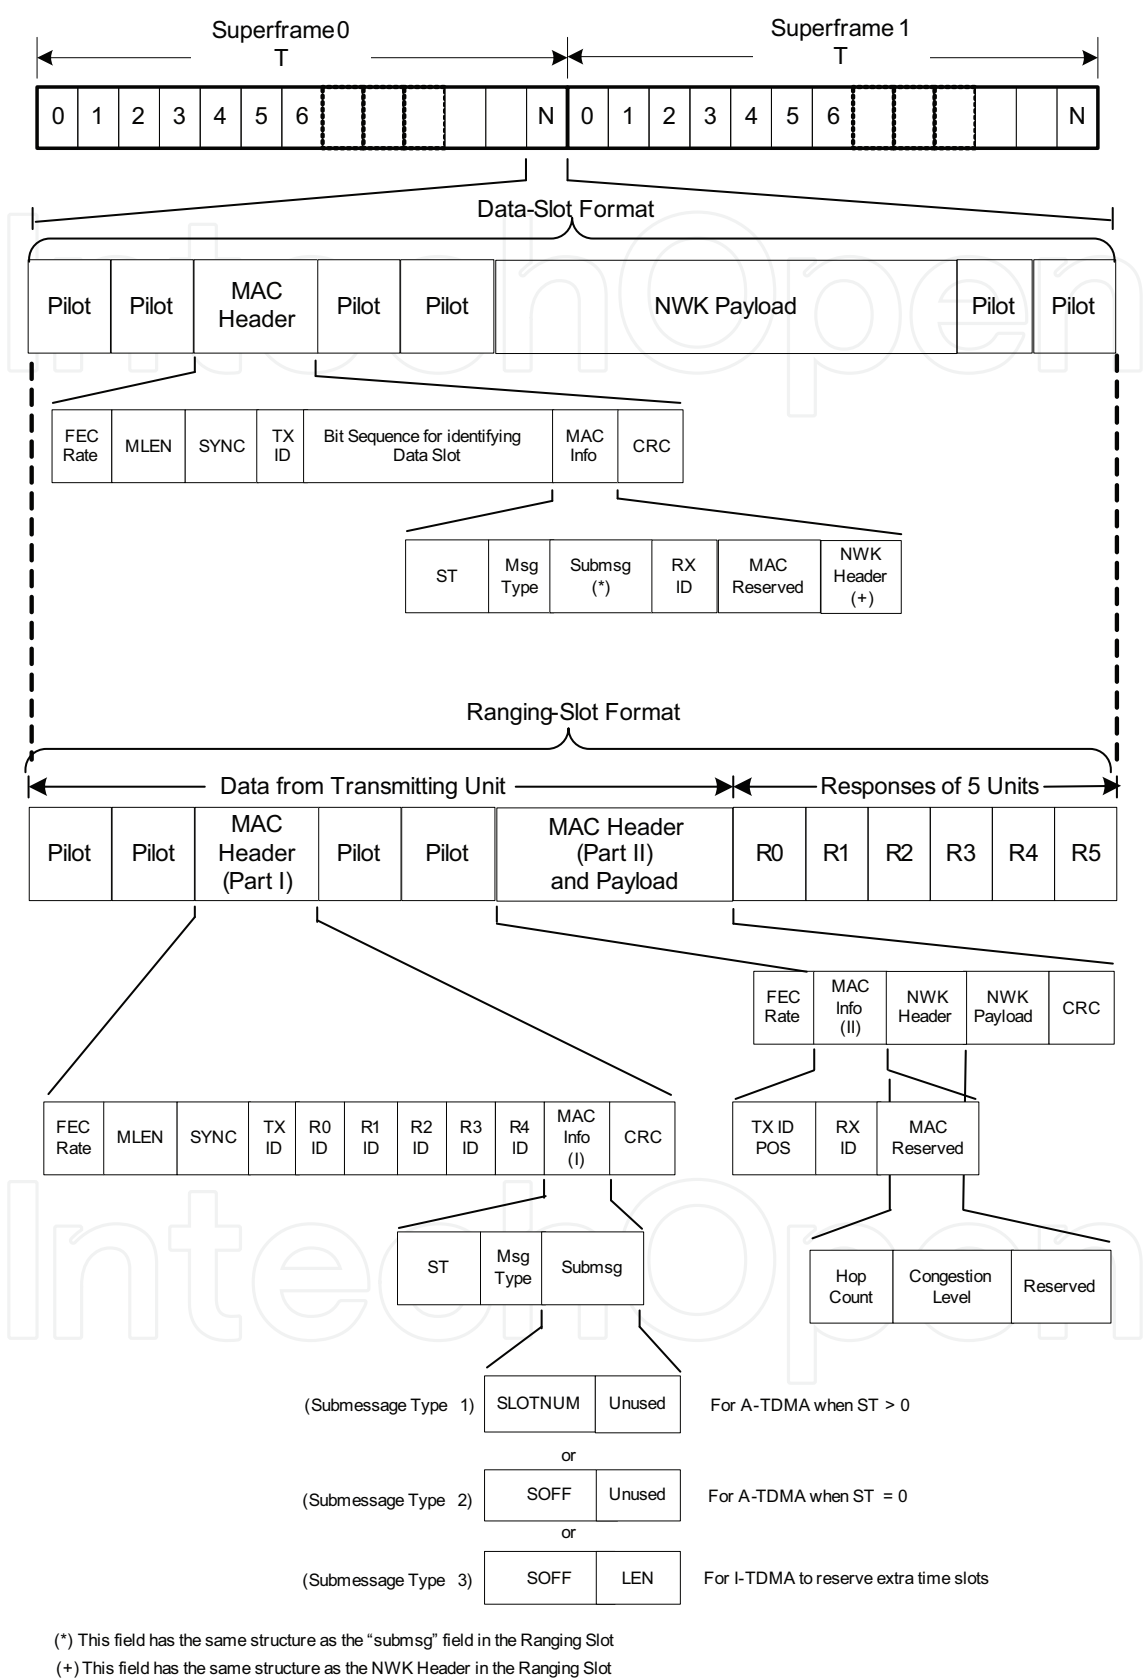 Superframe 0
T
Superframe 1
T
0 1 2 3 4 5 6 N 0 1 2 3 4 5 6 N
Data-Slot Format
Pilot Pilot MAC Header Pilot Pilot NWK Payload Pilot Pilot
FEC Rate MLEN SYNC TX ID Bit Sequence for identifying Data Slot MAC Info CRC
ST Msg Type Submsg (*) RX ID MAC Reserved NWK Header (+)
Ranging-Slot Format
Data from Transmitting Unit Responses of 5 Units
Pilot Pilot MAC Header (Part I) Pilot Pilot MAC Header (Part II) and Payload R0 R1 R2 R3 R4 R5
FEC Rate MAC Info (II) NWK Header NWK Payload CRC
FEC Rate MLEN SYNC TX ID R0 ID R1 ID R2 ID R3 ID R4 ID MAC Info (I) CRC
TX ID POS RX ID MAC Reserved
ST Msg Type Submsg
Hop Count Congestion Level Reserved
(Submessage Type 1) SLOTNUM Unused For A-TDMA when ST > 0
or
(Submessage Type 2) SOFF Unused For A-TDMA when ST = 0
or
(Submessage Type 3) SOFF LEN For I-TDMA to reserve extra time slots
(*) This field has the same structure as the “submsg” field in the Ranging Slot
(+) This field has the same structure as the NWK Header in the Ranging Slot
IntechOpen
IntechOpen